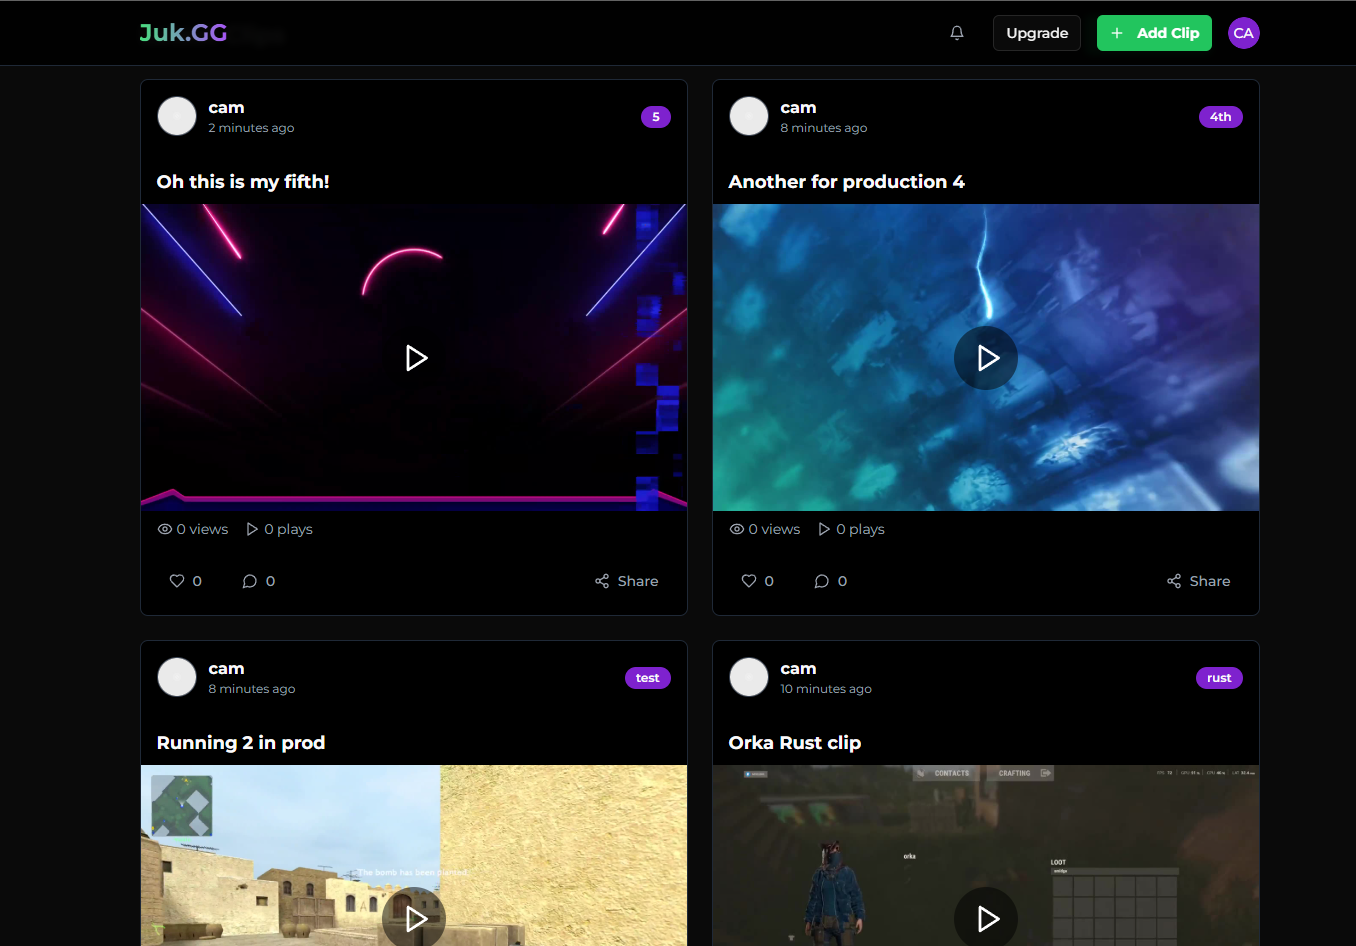 Juk.GG
Upgrade
Add Clip
CA
cam
2 minutes ago
5
Oh this is my fifth!
0 views
0 plays
0
0
Share
cam
8 minutes ago
4th
Another for production 4
0 views
0 plays
0
0
Share
cam
8 minutes ago
test
Running 2 in prod
The bomb has been planted.
A
cam
10 minutes ago
rust
Orka Rust clip
CONTACTS
CRAFTING
orka
LOOT